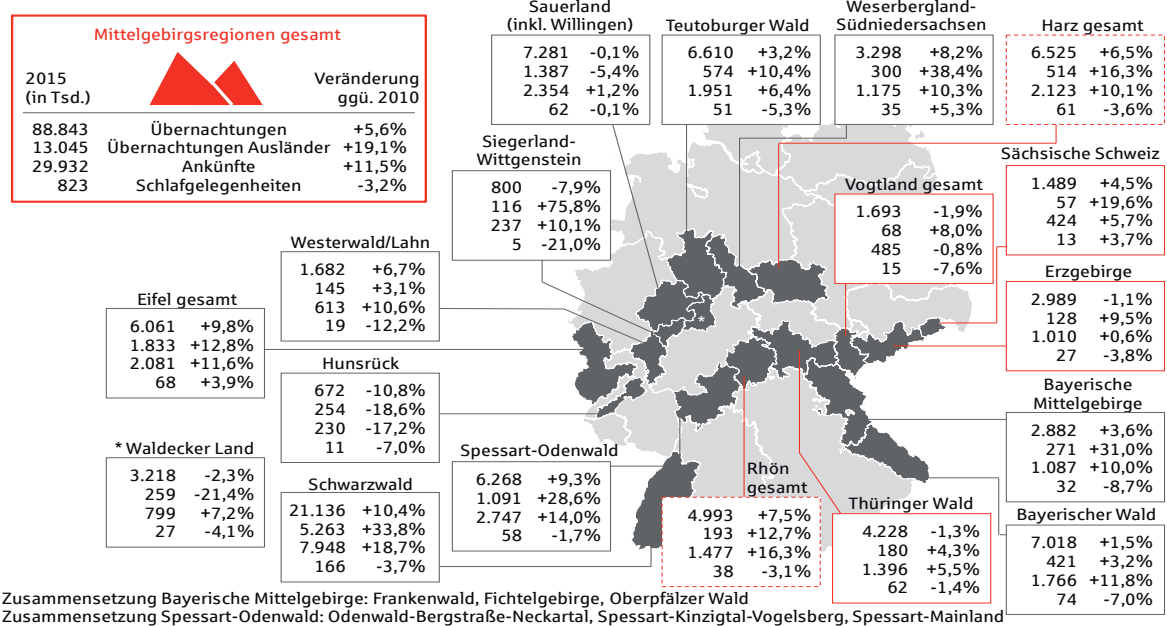 Mittelgebirgsregionen gesamt
2015 (in Tsd.) Veränderung ggü. 2010
88.843 Übernachtungen +5,6%
13.045 Übernachtungen Ausländer +19,1%
29.932 Ankünfte +11,5%
823 Schlafgelegenheiten -3,2%
Sauerland
(inkl. Willingen)
7.281 -0,1%
1.387 -5,4%
2.354 +1,2%
62 -0,1%
Teutoburger Wald
6.610 +3,2%
574 +10,4%
1.951 +6,4%
51 -5,3%
Weserbergland-
Südniedersachsen
3.298 +8,2%
300 +38,4%
1.175 +10,3%
35 +5,3%
Harz gesamt
6.525 +6,5%
514 +16,3%
2.123 +10,1%
61 -3,6%
Siegerland-
Wittgenstein
800 -7,9%
116 +75,8%
237 +10,1%
5 -21,0%
Vogtland gesamt
1.693 -1,9%
68 +8,0%
485 -0,8%
15 -7,6%
Sächsische Schweiz
1.489 +4,5%
57 +19,6%
424 +5,7%
13 +3,7%
Westerwald/Lahn
1.682 +6,7%
145 +3,1%
613 +10,6%
19 -12,2%
Erzgebirge
2.989 -1,1%
128 +9,5%
1.010 +0,6%
27 -3,8%
Eifel gesamt
6.061 +9,8%
1.833 +12,8%
2.081 +11,6%
68 +3,9%
*
Hunsrück
672 -10,8%
254 -18,6%
230 -17,2%
11 -7,0%
Bayerische
Mittelgebirge
2.882 +3,6%
271 +31,0%
1.087 +10,0%
32 -8,7%
* Waldecker Land
3.218 -2,3%
259 -21,4%
799 +7,2%
27 -4,1%
Schwarzwald
21.136 +10,4%
5.263 +33,8%
7.948 +18,7%
166 -3,7%
Spessart-Odenwald
6.268 +9,3%
1.091 +28,6%
2.747 +14,0%
58 -1,7%
Rhön
gesamt
4.993 +7,5%
193 +12,7%
1.477 +16,3%
38 -3,1%
Thüringer Wald
4.228 -1,3%
180 +4,3%
1.396 +5,5%
62 -1,4%
Bayerischer Wald
7.018 +1,5%
421 +3,2%
1.766 +11,8%
74 -7,0%
Zusammensetzung Bayerische Mittelgebirge: Frankenwald, Fichtelgebirge, Oberpfälzer Wald
Zusammensetzung Spessart-Odenwald: Odenwald-Bergstraße-Neckartal, Spessart-Kinzigtal-Vogelsberg, Spessart-Mainland